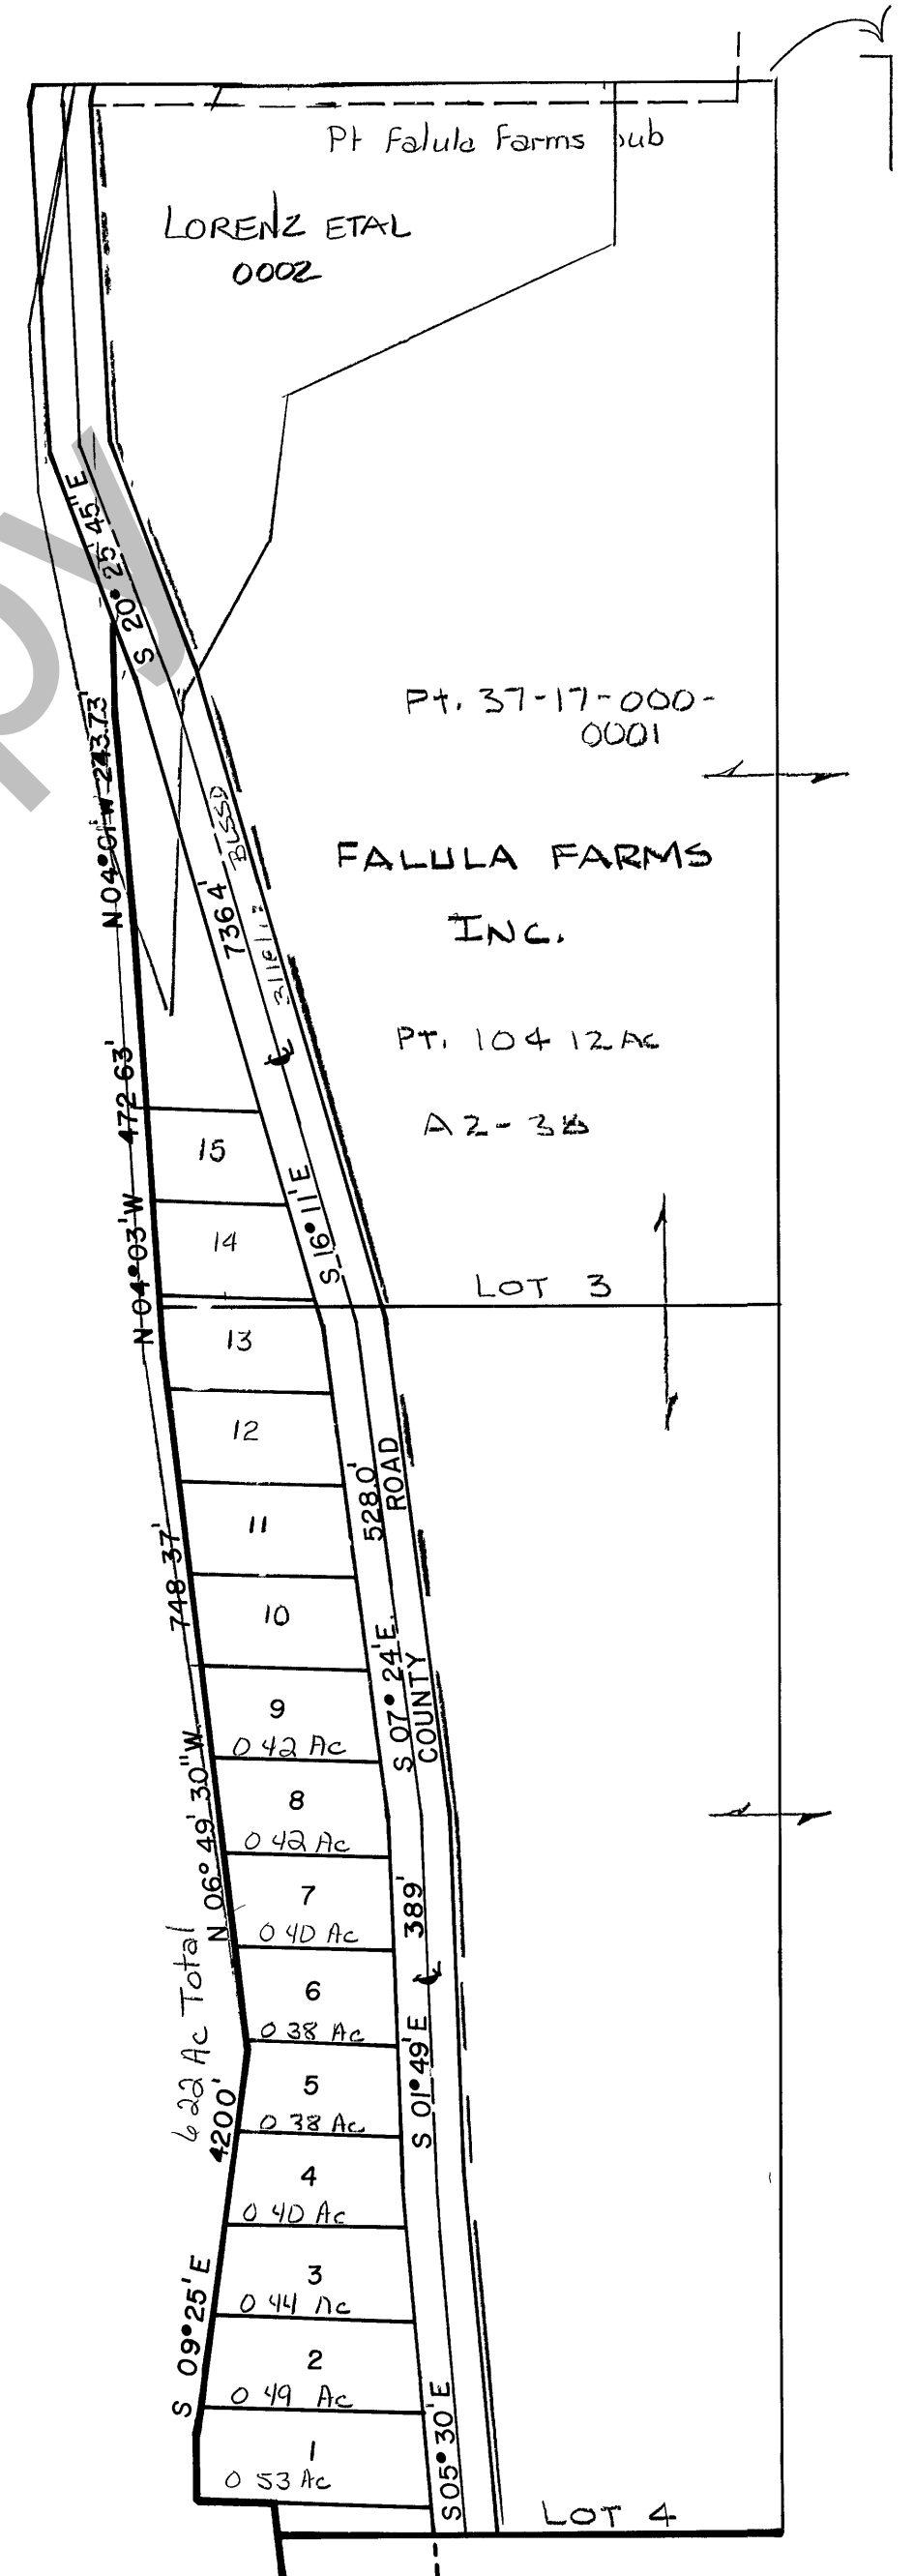 Pt Falula Farms Sub
LORENZ ETAL
0002
S 20° 25' 45" E
N 04° 01' W 243.73'
Pt. 37-17-000-
0001
FALULA FARMS
INC.
736 4'
BLSSD
PT. 104 12 Ac
N 04° 03' W 472 63'
15
S 16° 11' E
14
LOT 3
13
12
528.0'
ROAD
11
748 37'
10
S 07° 24' E.
COUNTY
9
0 42 Ac
N 06° 49' 30" W
8
0 42 Ac
7
0 40 Ac
389'
6 22 Ac Total
6
0 38 Ac
S 01° 49' E
5
0 38 Ac
4200'
4
0 40 Ac
3
0 44 Ac
S 09° 25' E
2
0 49 Ac
1
0 53 Ac
S 05° 30' E
LOT 4